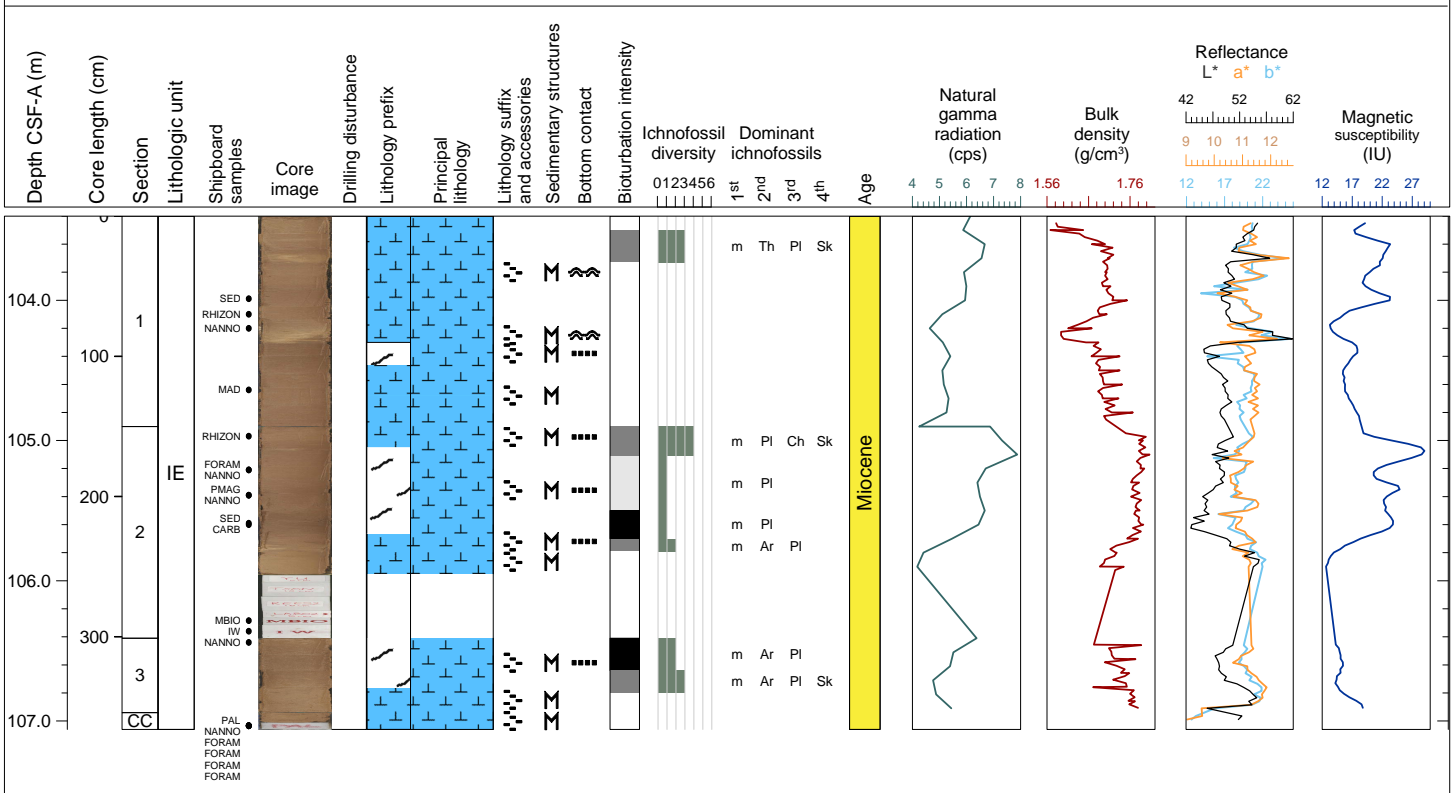 Depth CSF-A (m)
Core length (cm)
Section
Lithologic unit
Shipboard
samples
Core
image
Drilling disturbance
Lithology prefix
Principal
lithology
Lithology suffix
and accessories
Sedimentary structures
Bottom contact
Bioturbation intensity
Ichnofossil
diversity
0123456
Dominant
ichnofossils
1st 2nd 3rd 4th
Age
Natural
gamma
radiation
(cps)
4 5 6 7 8
Bulk
density
(g/cm³)
1.56 1.76
Reflectance
L* a* b*
42 52 62
9 10 11 12
12 17 22
Magnetic
susceptibility
(IU)
12 17 22 27
0
m Th Pl Sk
M
SED
104.0
RHIZON
1
NANNO
M
100
M
MAD
M
105.0
RHIZON
M
m Pl Ch Sk
FORAM
IE
NANNO
m Pl
Miocene
PMAG
200
NANNO
M
SED
m Pl
CARB
2
M
m Ar Pl
M
106.0
MBIO
MBIO
IW
I W
300
NANNO
m Ar Pl
M
3
m Ar Pl Sk
M
107.0
CC
PAL
PAL
M
NANNO
FORAM
FORAM
FORAM
FORAM